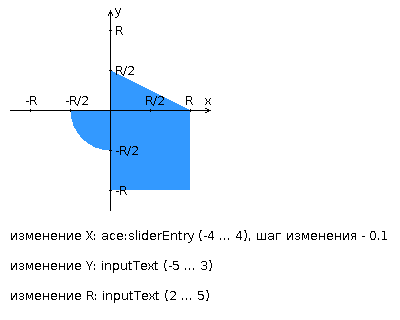 y
R
R/2
-R -R/2 R/2 R x
-R/2
-R
изменение X: ace:sliderEntry (-4 ... 4), шаг изменения - 0.1
изменение Y: inputText (-5 ... 3)
изменение R: inputText (2 ... 5)